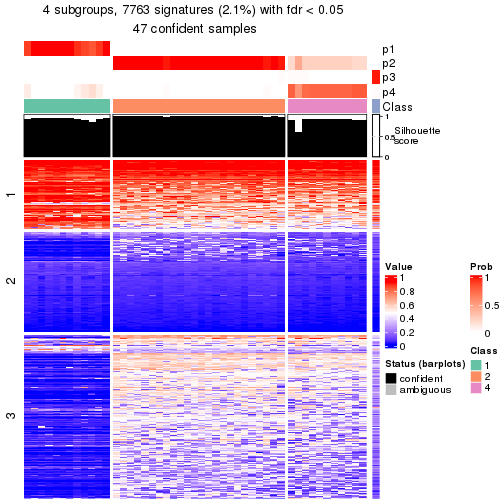 4 subgroups, 7763 signatures (2.1%) with fdr < 0.05
47 confident samples
p1
p2
p3
p4
Class
1
0.5
0
Silhouette
score
1
2
3
Value
1
0.8
0.6
0.4
0.2
0
Prob
1
0.5
0
Status (barplots)
confident
ambiguous
Class
1
2
4